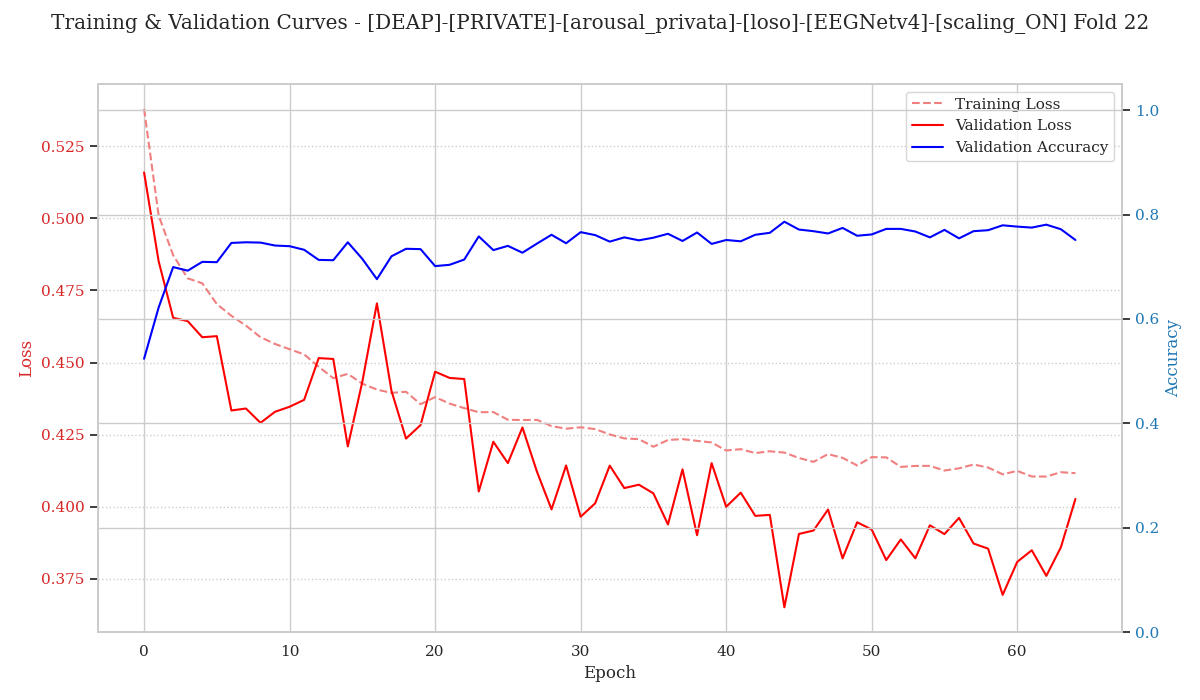 Training & Validation Curves - [DEAP]-[PRIVATE]-[arousal_privata]-[loso]-[EEGNetv4]-[scaling_ON] Fold 22
Training Loss
Validation Loss
Validation Accuracy
0.525
0.500
0.475
0.450
0.425
0.400
0.375
Loss
1.0
0.8
0.6
0.4
0.2
0.0
Accuracy
0 10 20 30 40 50 60
Epoch